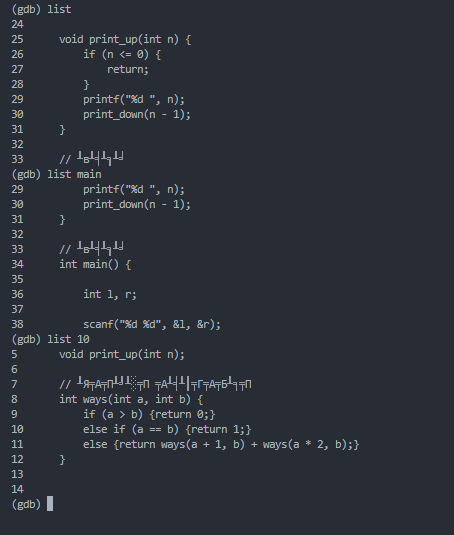 (gdb) list
24
25 void print_up(int n) {
26 if (n <= 0) {
27 return;
28 }
29 printf("%d ", n);
30 print_down(n - 1);
31 }
32
33 //
(gdb) list main
29 printf("%d ", n);
30 print_down(n - 1);
31 }
32
33 //
34 int main() {
35
36 int l, r;
37
38 scanf("%d %d", &l, &r);
(gdb) list 10
5 void print_up(int n);
6
7 //
8 int ways(int a, int b) {
9 if (a > b) {return 0;}
10 else if (a == b) {return 1;}
11 else {return ways(a + 1, b) + ways(a * 2, b);}
12 }
13
14
(gdb)